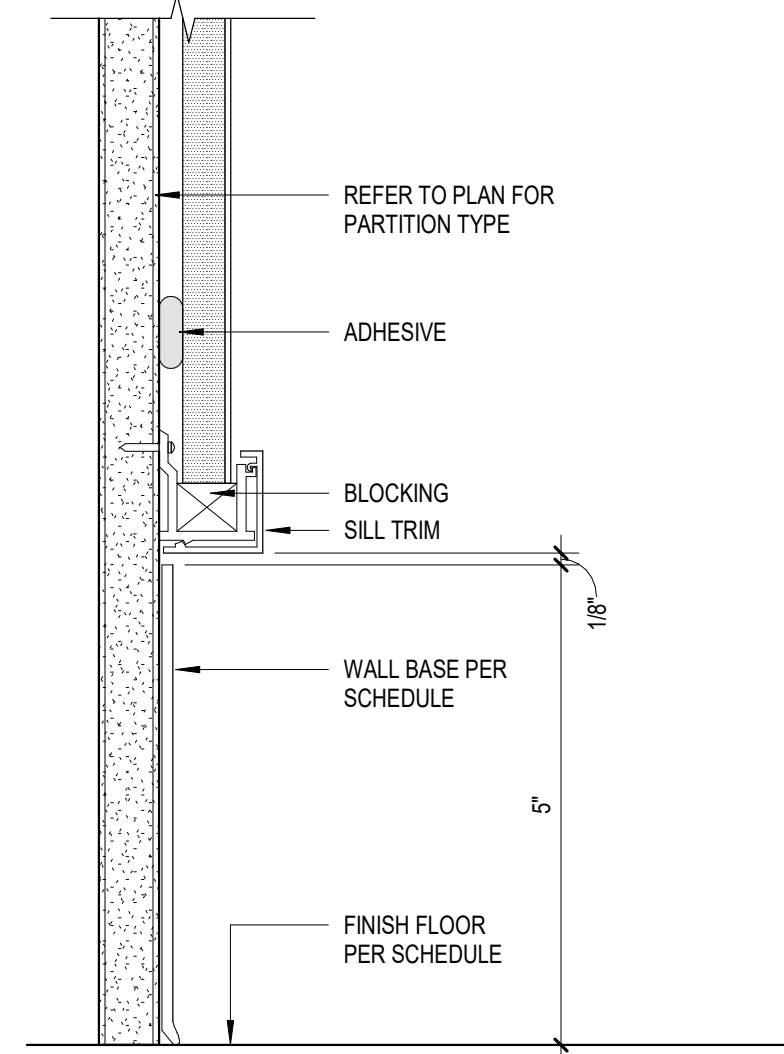 REFER TO PLAN FOR
PARTITION TYPE
ADHESIVE
BLOCKING
SILL TRIM
1/8"
WALL BASE PER
SCHEDULE
5"
FINISH FLOOR
PER SCHEDULE